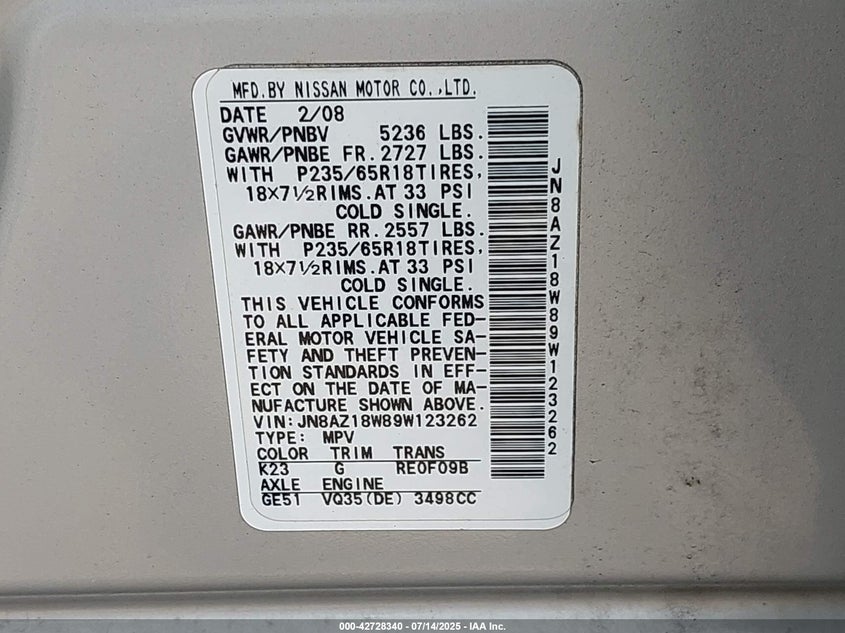 MFD.BY NISSAN MOTOR CO.,LTD.
DATE 2/08
GVWR/PNBV 5236 LBS.
GAWR/PNBE FR. 2727 LBS.
WITH P235/65R18TIRES,
18×7½RIMS.AT 33 PSI
COLD SINGLE.
GAWR/PNBE RR. 2557 LBS.
WITH P235/65R18TIRES,
18×7½RIMS.AT 33 PSI
COLD SINGLE.
THIS VEHICLE CONFORMS
TO ALL APPLICABLE FED-
ERAL MOTOR VEHICLE SA-
FETY AND THEFT PREVEN-
TION STANDARDS IN EFF-
ECT ON THE DATE OF MA-
NUFACTURE SHOWN ABOVE.
VIN:JN8AZ18W89W123262
TYPE: MPV
COLOR TRIM TRANS
K23 G RE0F09B
AXLE ENGINE
GE51 VQ35(DE) 3498CC
JN8AZ18W89W123262
000-42728340 - 07/14/2025 - IAA Inc.